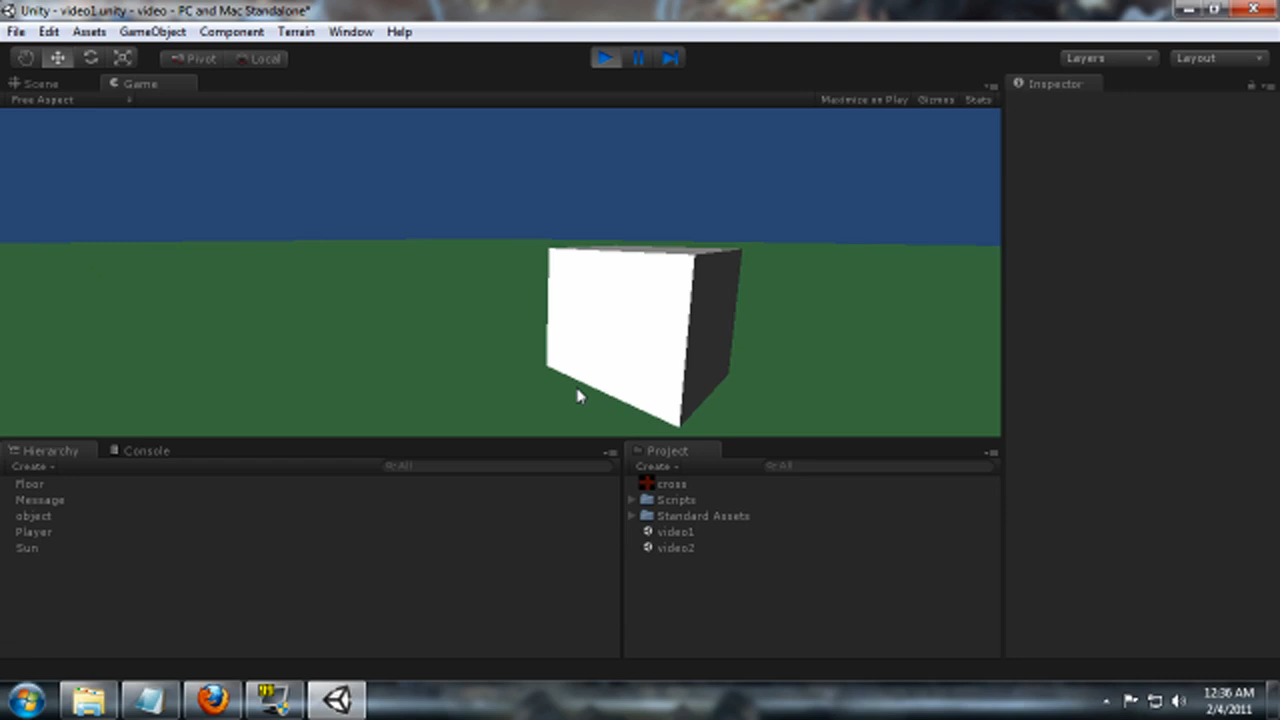 Unity - video1.unity - video - PC and Mac Standalone*
File Edit Assets GameObject Component Terrain Window Help
Pivot Local Layers Layout
Scene Game Inspector
Free Aspect Maximize on Play Gizmos Stats
Hierarchy Console Project
Create All Create All
Floor
Message
object
Player
Sun
cross
Scripts
Standard Assets
video1
video2
12:36 AM
2/4/2011